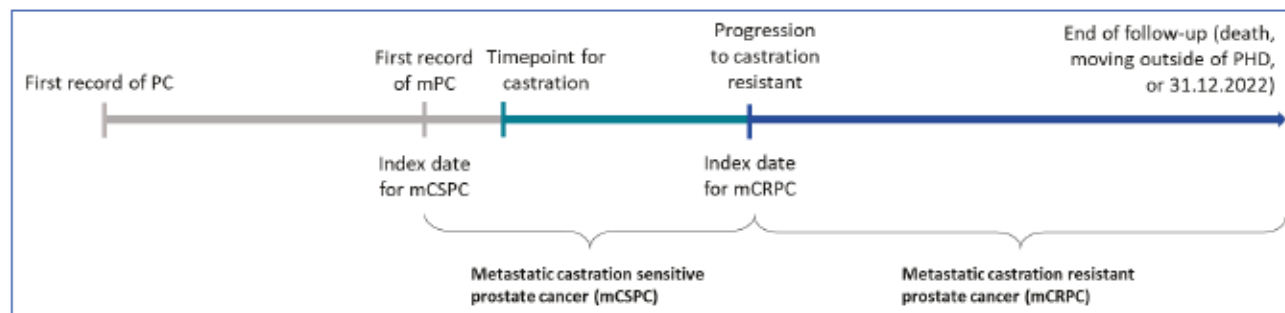 First record of PC
First record
of mPC
Timepoint for
castration
Progression
to castration
resistant
End of follow-up (death,
moving outside of PHD,
or 31.12.2022)
Index date
for mCSPC
Index date
for mCRPC
Metastatic castration sensitive
prostate cancer (mCSPC)
Metastatic castration resistant
prostate cancer (mCRPC)